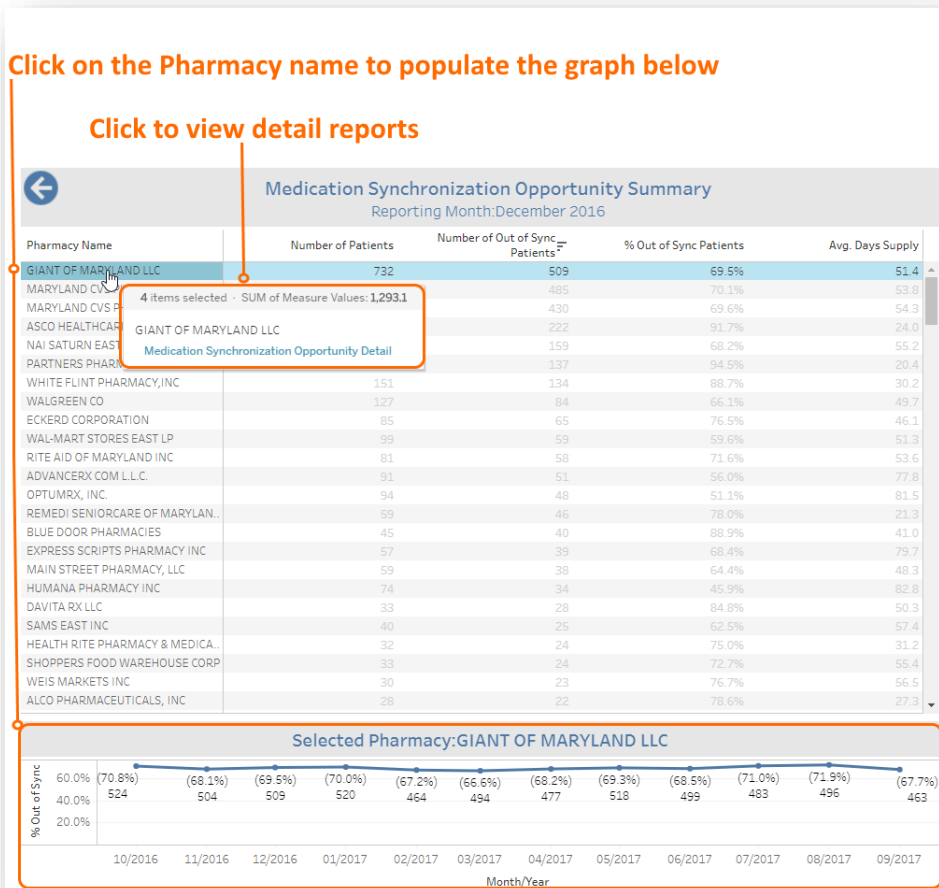 Click on the Pharmacy name to populate the graph below
Click to view detail reports
Medication Synchronization Opportunity Summary
Reporting Month:December 2016
Pharmacy Name Number of Patients Number of Out of Sync Patients % Out of Sync Patients Avg. Days Supply
GIANT OF MARYLAND LLC 732 509 69.5% 51.4
MARYLAND CVS P 485 70.1% 53.8
MARYLAND CVS P 430 69.6% 54.3
ASCO HEALTHCAR 222 91.7% 24.0
NAI SATURN EAST 159 68.2% 55.2
PARTNERS PHARM 137 94.5% 20.4
4 items selected · SUM of Measure Values: 1,293.1
GIANT OF MARYLAND LLC
Medication Synchronization Opportunity Detail
WHITE FLINT PHARMACY,INC 151 134 88.7% 30.2
WALGREEN CO 127 84 66.1% 49.7
ECKERD CORPORATION 85 65 76.5% 46.1
WAL-MART STORES EAST LP 99 59 59.6% 51.3
RITE AID OF MARYLAND INC 81 58 71.6% 53.6
ADVANCERX COM L.L.C. 91 51 56.0% 77.8
OPTUMRX, INC. 94 48 51.1% 81.5
REMEDI SENIORCARE OF MARYLAN.. 59 46 78.0% 21.3
BLUE DOOR PHARMACIES 45 40 88.9% 41.0
EXPRESS SCRIPTS PHARMACY INC 57 39 68.4% 79.7
MAIN STREET PHARMACY, LLC 59 38 64.4% 48.3
HUMANA PHARMACY INC 74 34 45.9% 82.8
DAVITA RX LLC 33 28 84.8% 50.3
SAMS EAST INC 40 25 62.5% 57.4
HEALTH RITE PHARMACY & MEDICA.. 32 24 75.0% 31.2
SHOPPERS FOOD WAREHOUSE CORP 33 24 72.7% 55.4
WEIS MARKETS INC 30 23 76.7% 56.5
ALCO PHARMACEUTICALS, INC 28 22 78.6% 27.3
Selected Pharmacy:GIANT OF MARYLAND LLC
% Out of Sync
60.0%
40.0%
20.0%
(70.8%) (68.1%) (69.5%) (70.0%) (67.2%) (66.6%) (68.2%) (69.3%) (68.5%) (71.0%) (71.9%) (67.7%)
524 504 509 520 464 494 477 518 499 483 496 463
10/2016 11/2016 12/2016 01/2017 02/2017 03/2017 04/2017 05/2017 06/2017 07/2017 08/2017 09/2017
Month/Year